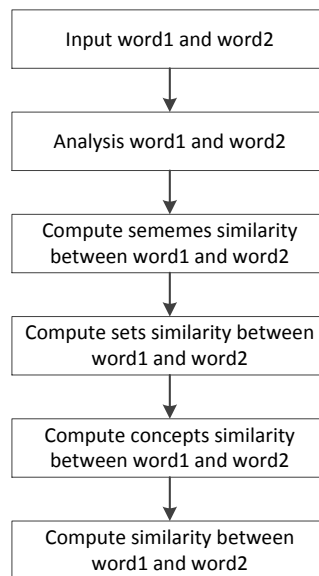 Input word1 and word2
Analysis word1 and word2
Compute sememes similarity
between word1 and word2
Compute sets similarity between
word1 and word2
Compute concepts similarity
between word1 and word2
Compute similarity between
word1 and word2